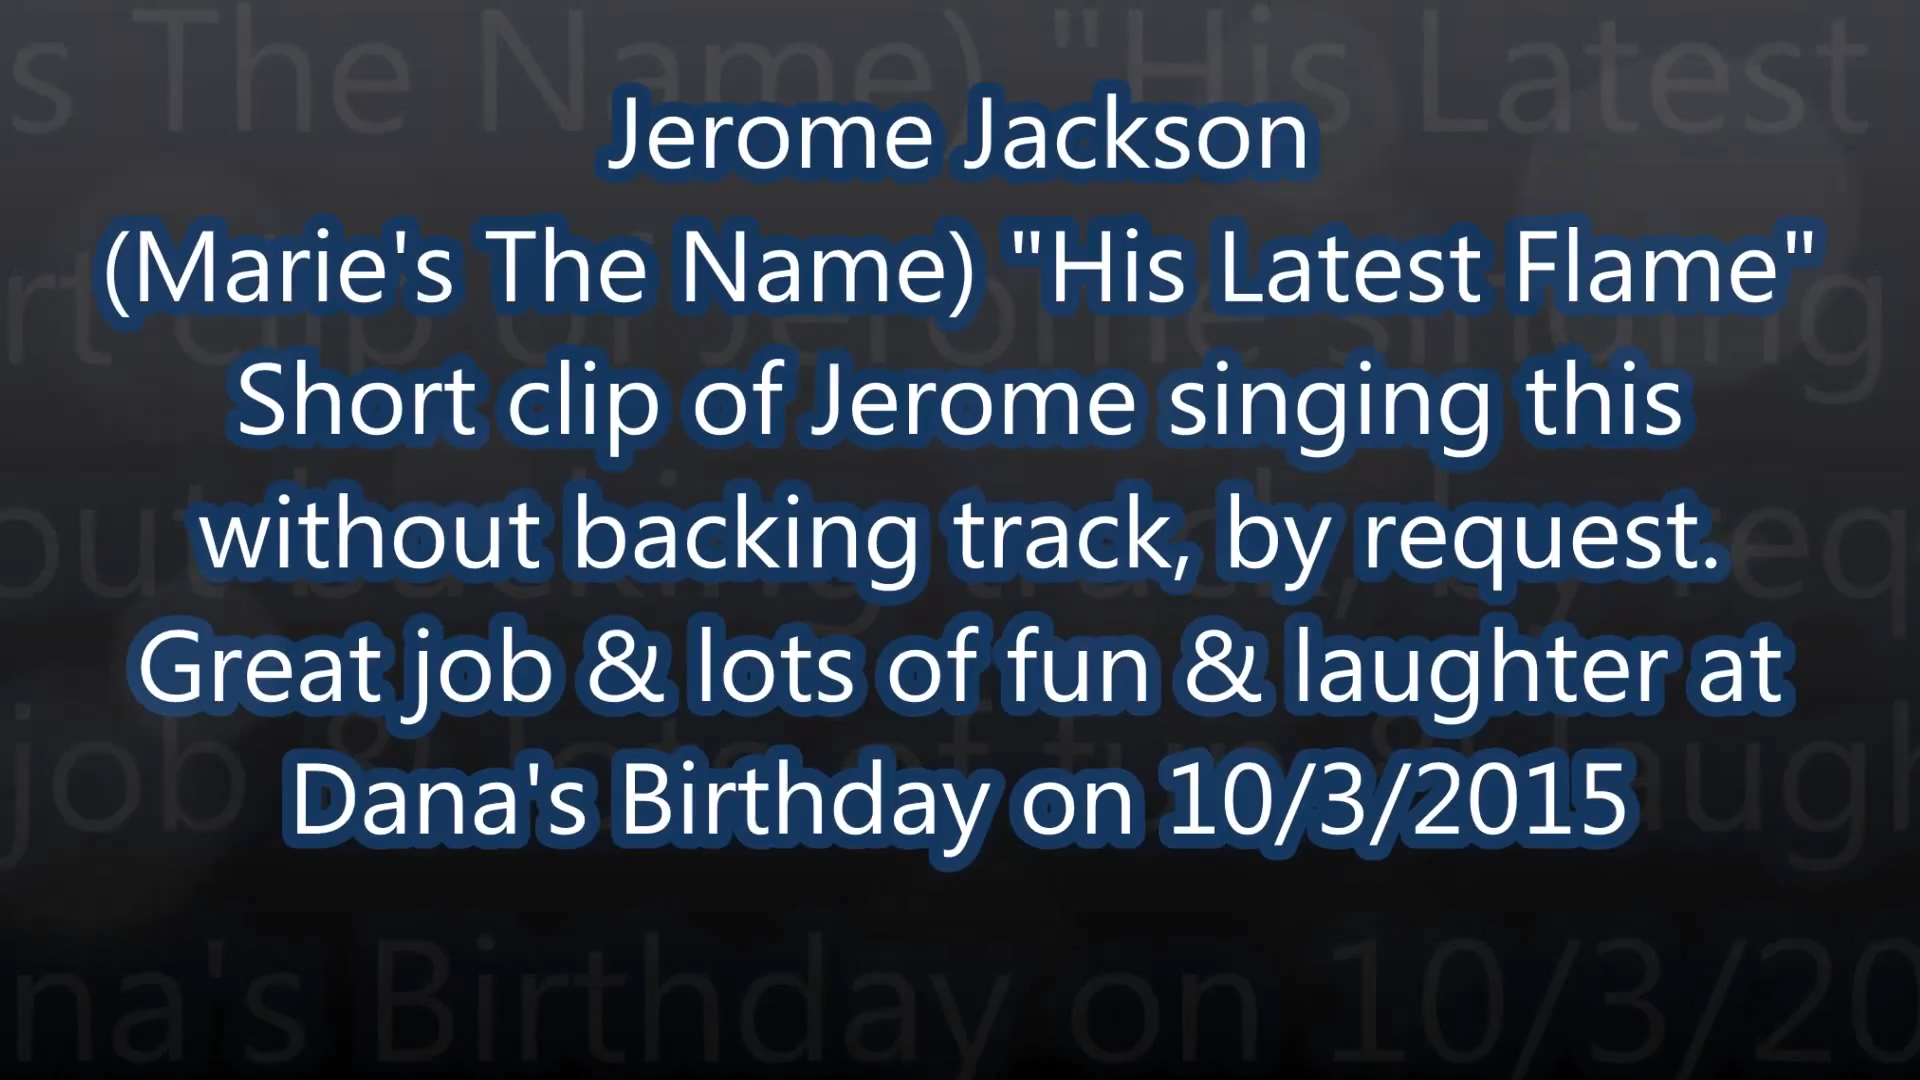 Jerome Jackson
(Marie's The Name) "His Latest Flame"
Short clip of Jerome singing this
without backing track, by request.
Great job & lots of fun & laughter at
Dana's Birthday on 10/3/2015